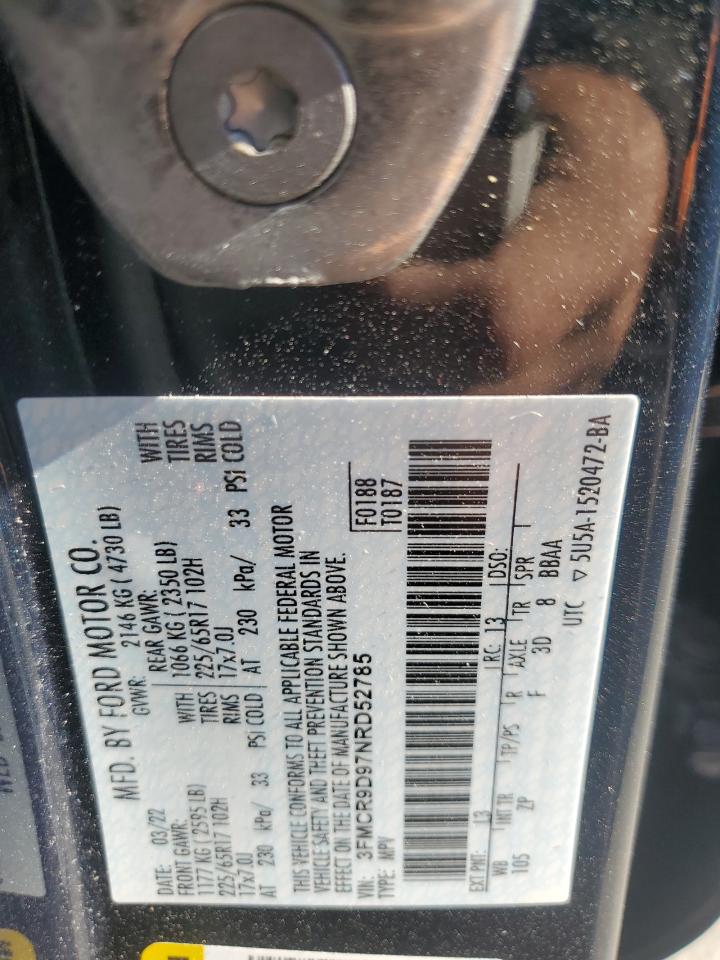 MFD. BY FORD MOTOR CO.
DATE: 03/22 GVWR: 2146 KG ( 4730 LB)
FRONT GAWR: REAR GAWR:
1177 KG ( 2595 LB) WITH 1066 KG ( 2350 LB) WITH
225/65R17 102H TIRES 225/65R17 102H TIRES
17x7.0J RIMS 17x7.0J RIMS
AT 230 kPa/ 33 PSI COLD AT 230 kPa/ 33 PSI COLD
THIS VEHICLE CONFORMS TO ALL APPLICABLE FEDERAL MOTOR
VEHICLE SAFETY AND THEFT PREVENTION STANDARDS IN
EFFECT ON THE DATE OF MANUFACTURE SHOWN ABOVE.
VIN: 3FMCR9D97NRD52785 F0188
TYPE: MPV T0187
EXT PNT: 13 RC: 13 DSO:
WB INT TR TP/PS R AXLE TR SPR
105 ZP F 3D 8 BBAA
UTC ▽ 5U5A-1520472-BA